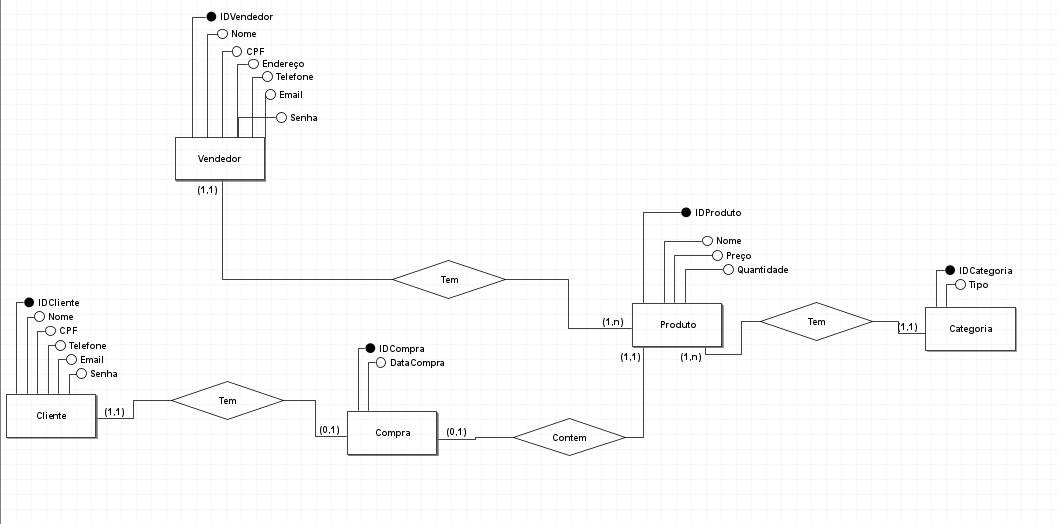 IDVendedor
Nome
CPF
Endereço
Telefone
Email
Senha
Vendedor
(1,1)
IDProduto
Nome
Preço
Quantidade
Tem
(1,n)
Produto
(1,1)
(1,n)
Tem
IDCategoria
Tipo
(1,1)
Categoria
IDCliente
Nome
CPF
Telefone
Email
Senha
Cliente
(1,1)
Tem
(0,1)
IDCompra
DataCompra
Compra
(0,1)
Contem